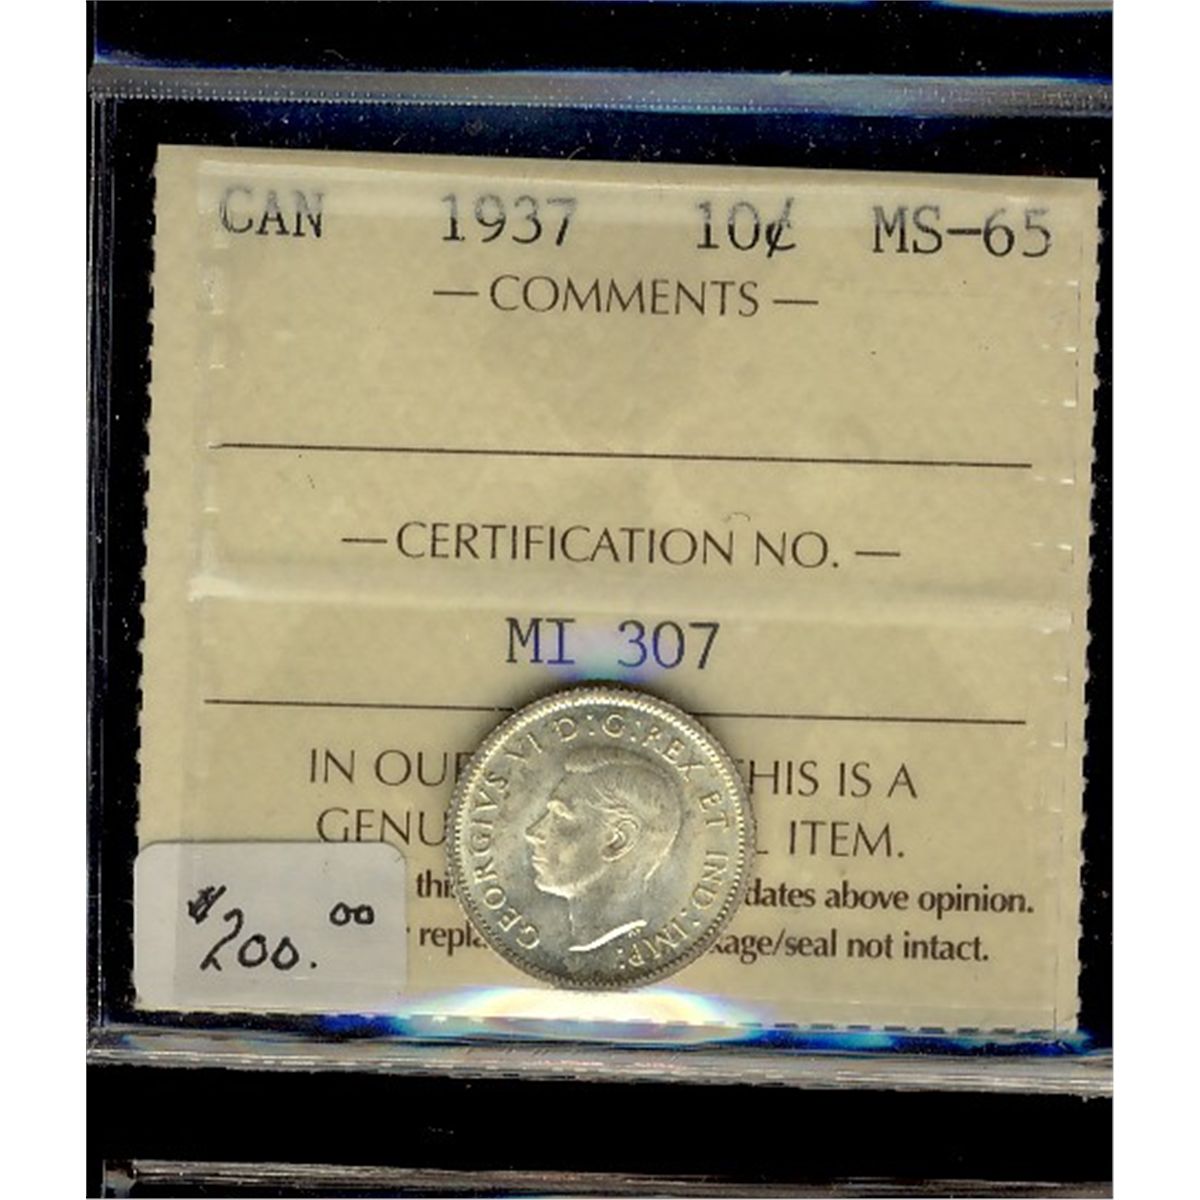 CAN 1937 10¢ MS-65
— COMMENTS —
— CERTIFICATION NO. —
MI 307
IN OUR THIS IS A
GENU L ITEM.
thi dates above opinion.
repla kage/seal not intact.
$200.00
GEORGIVS VI D:G:REX ET IND:IMP: